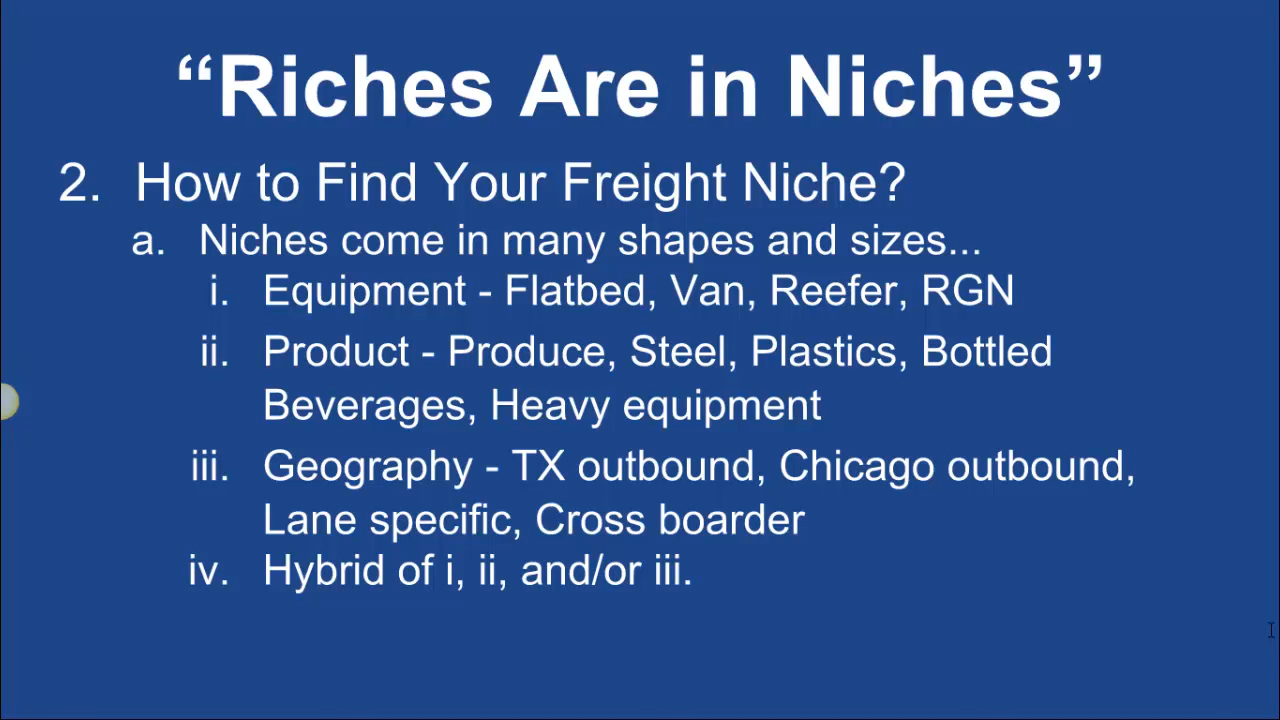 “Riches Are in Niches”
2. How to Find Your Freight Niche?
a. Niches come in many shapes and sizes...
i. Equipment - Flatbed, Van, Reefer, RGN
ii. Product - Produce, Steel, Plastics, Bottled
Beverages, Heavy equipment
iii. Geography - TX outbound, Chicago outbound,
Lane specific, Cross boarder
iv. Hybrid of i, ii, and/or iii.